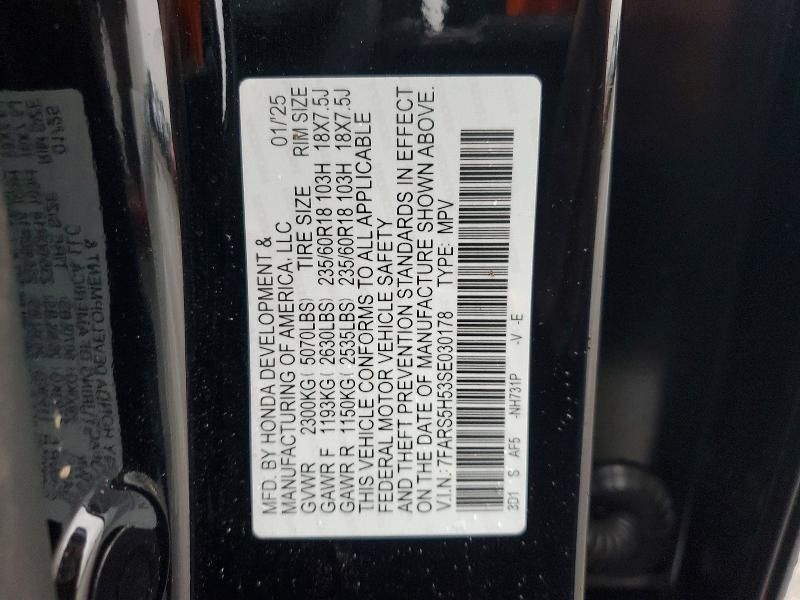 MFD. BY HONDA DEVELOPMENT &
MANUFACTURING OF AMERICA, LLC 01/'25
GVWR 2300KG( 5070LBS) TIRE SIZE RIM SIZE
GAWR F 1193KG( 2630LBS) 235/60R18 103H 18X7.5J
GAWR R 1150KG( 2535LBS) 235/60R18 103H 18X7.5J
THIS VEHICLE CONFORMS TO ALL APPLICABLE
FEDERAL MOTOR VEHICLE SAFETY
AND THEFT PREVENTION STANDARDS IN EFFECT
ON THE DATE OF MANUFACTURE SHOWN ABOVE.
V.I.N.: 7FARS5H53SE030178 TYPE: MPV
3D1 S AF5 -NH731P -V -E